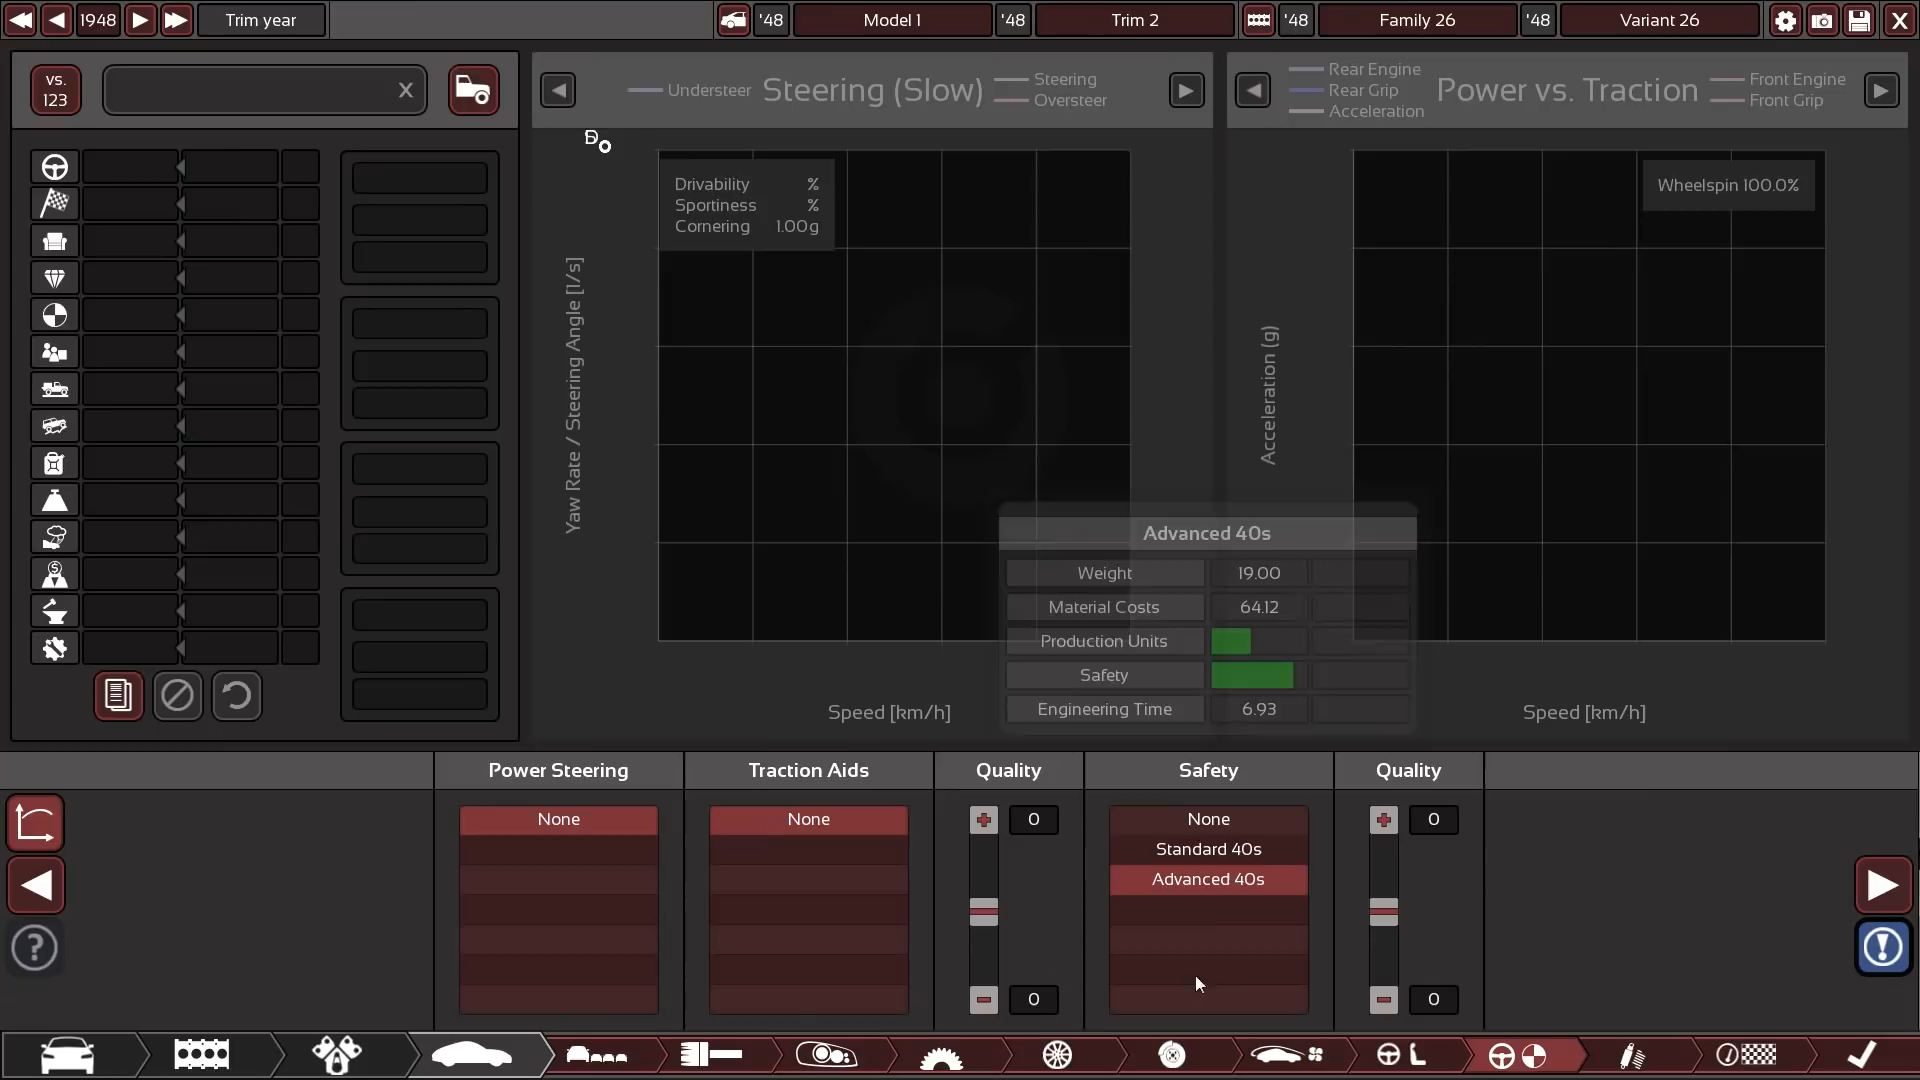 1948
Trim year
'48
Model 1
'48
Trim 2
'48
Family 26
'48
Variant 26
X
vs.
123
x
Understeer
Steering (Slow)
Steering
Oversteer
Rear Engine
Rear Grip
Acceleration
Power vs. Traction
Front Engine
Front Grip
Drivability %
Sportiness %
Cornering 1.00g
Wheelspin 100.0%
Yaw Rate / Steering Angle [1/s]
Acceleration (g)
Advanced 40s
Weight 19.00
Material Costs 64.12
Production Units
Safety
Engineering Time 6.93
Speed [km/h]
Speed [km/h]
Power Steering
Traction Aids
Quality
Safety
Quality
None
None
0
None
0
Standard 40s
Advanced 40s
0
0
?